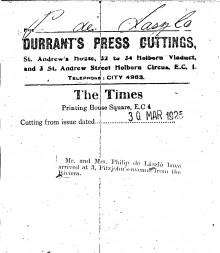 P de László
DURRANT'S PRESS CUTTINGS,
St. Andrew's House, 32 to 34 Holborn Viaduct,
and 3 St. Andrew Street Holborn Circus, E.C. 1.
TELEPHONE: CITY 4963.
The Times
Printing House Square, E.C 4
Cutting from issue dated 30 MAR 1925
Mr. and Mrs. Philip de László have
arrived at 3, Fitzjohn's-avenue from the
Riviera.